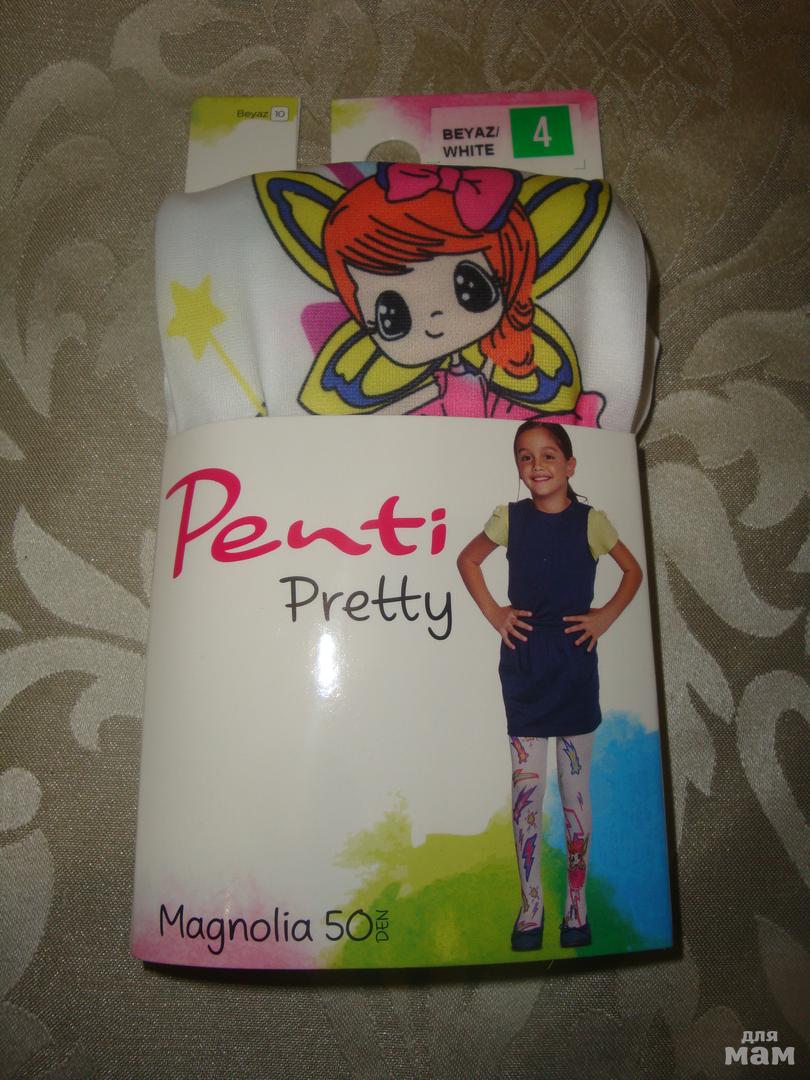 Beyaz 10
BEYAZ/
WHITE
4
Penti
Pretty
Magnolia 50 DEN
для
мам